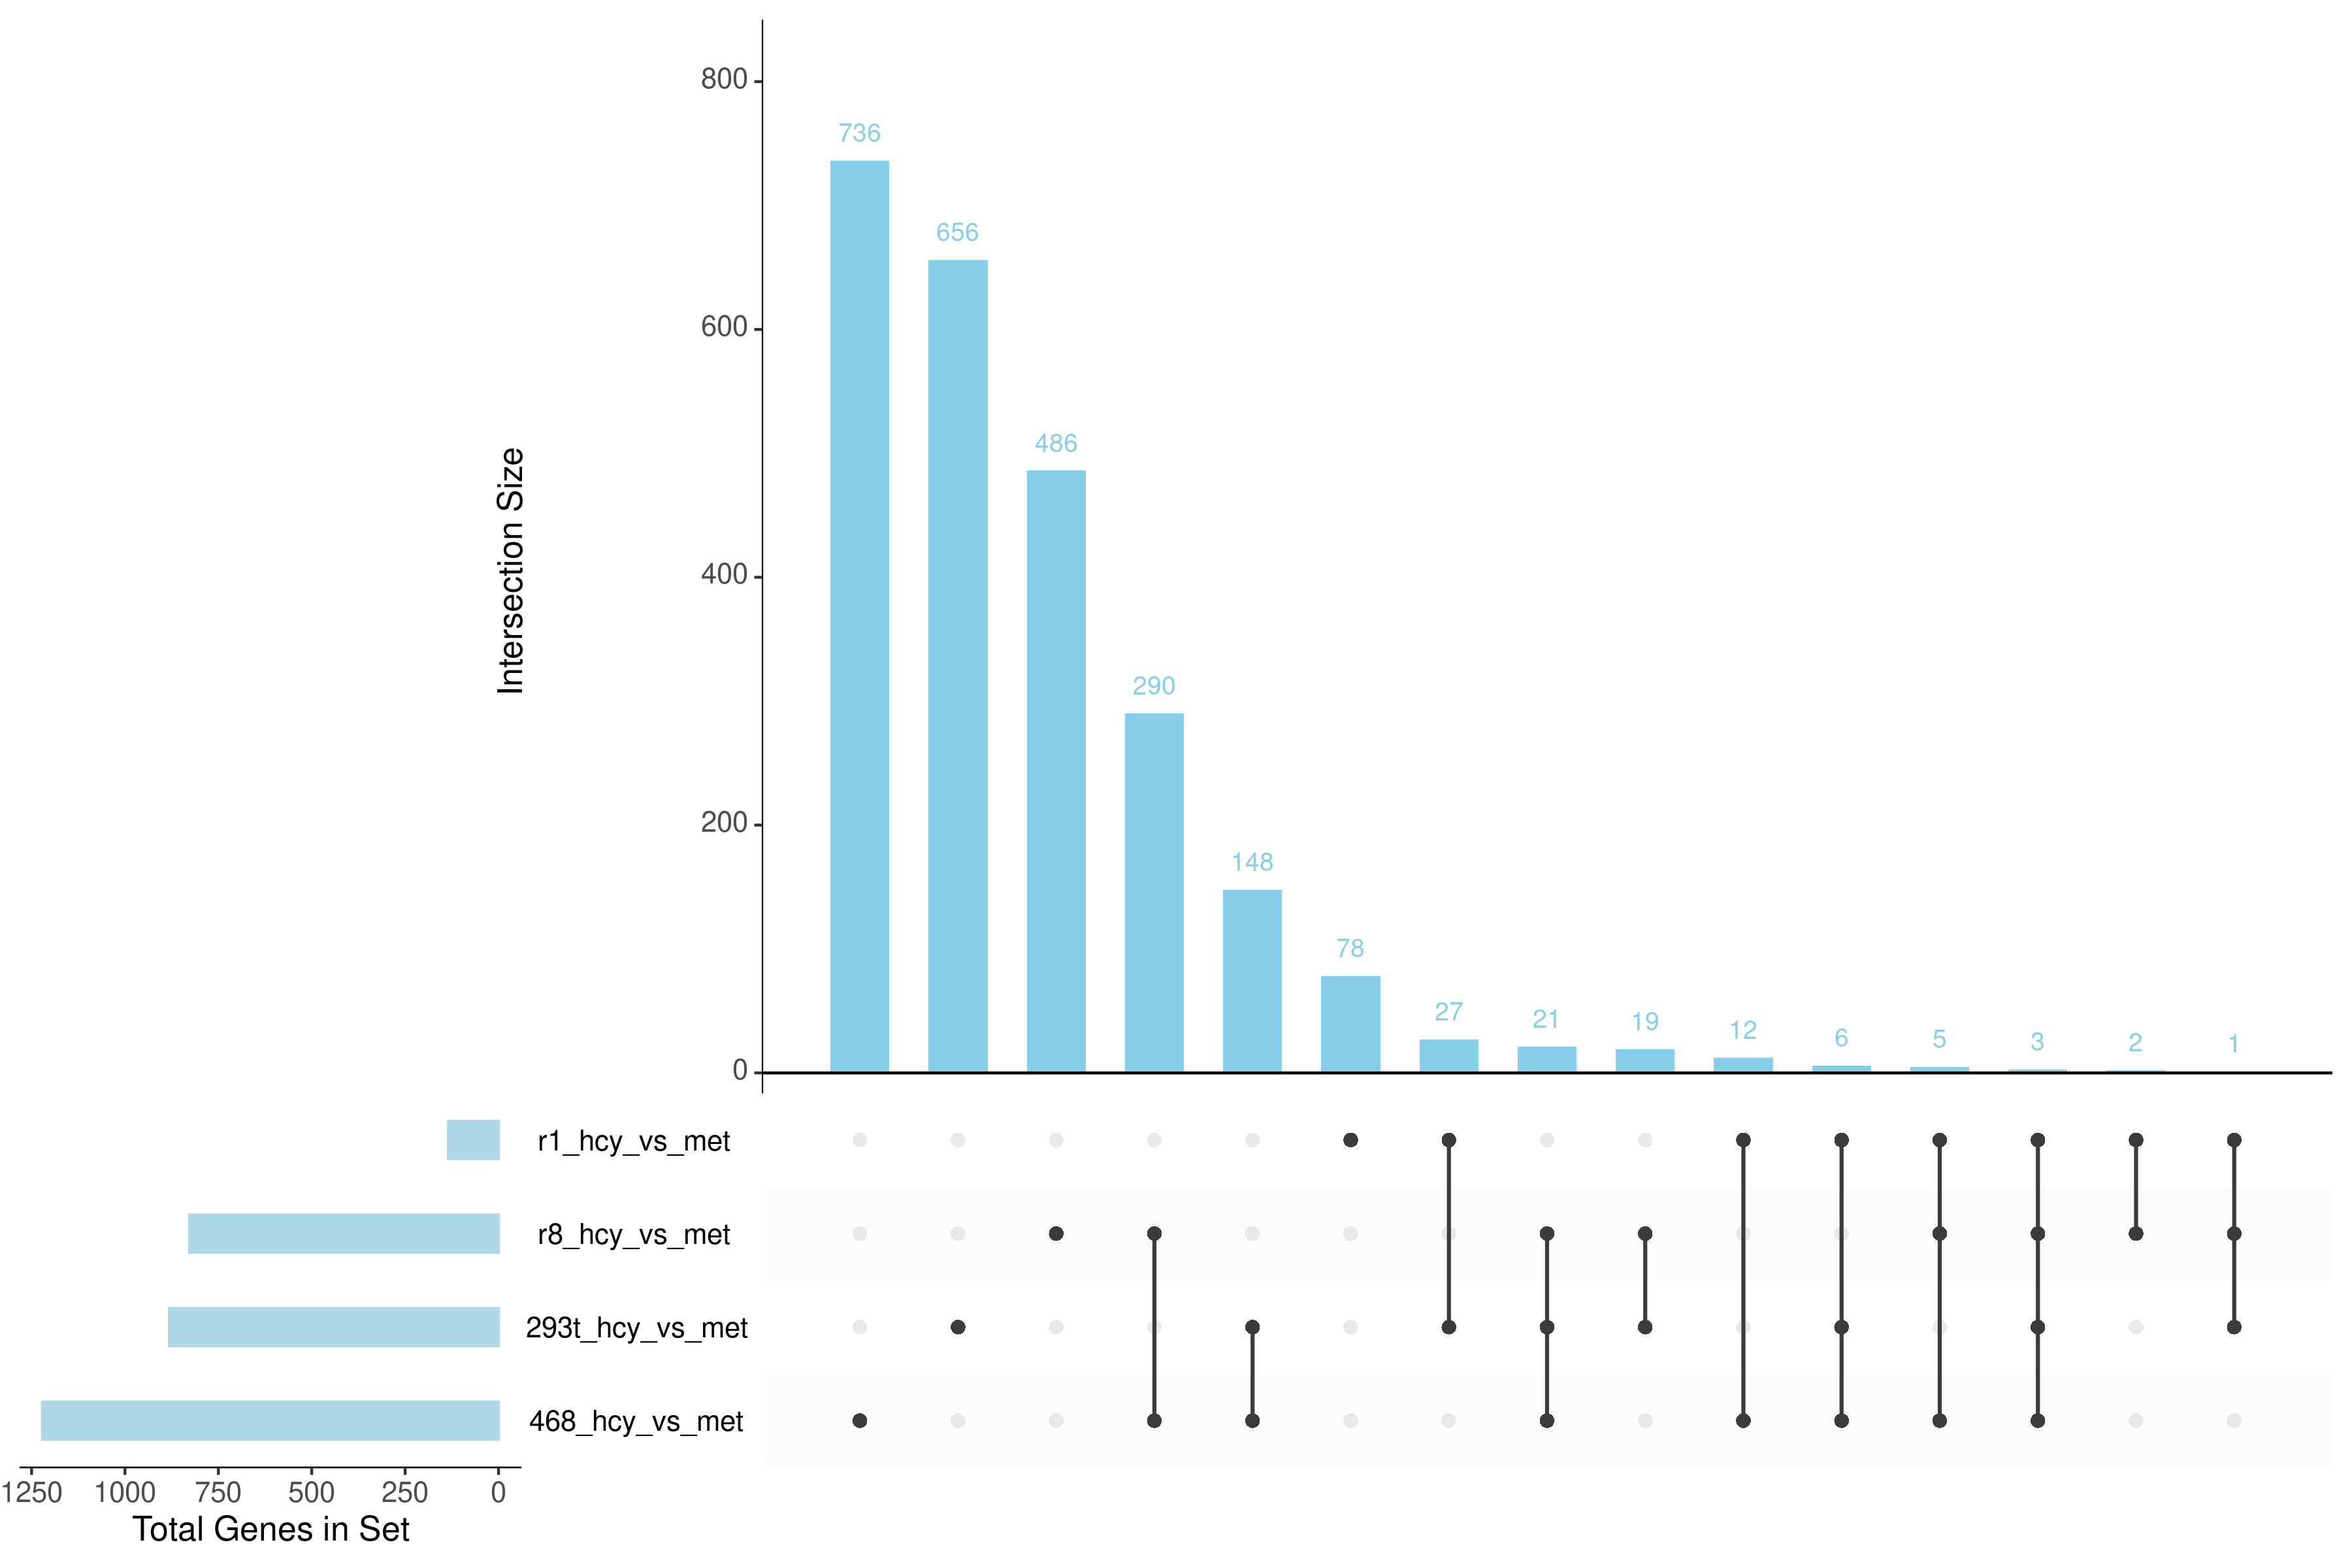 800
600
400
200
0
Intersection Size
736
656
486
290
148
78
27
21
19
12
6
5
3
2
1
r1_hcy_vs_met
r8_hcy_vs_met
293t_hcy_vs_met
468_hcy_vs_met
1250 1000 750 500 250 0
Total Genes in Set